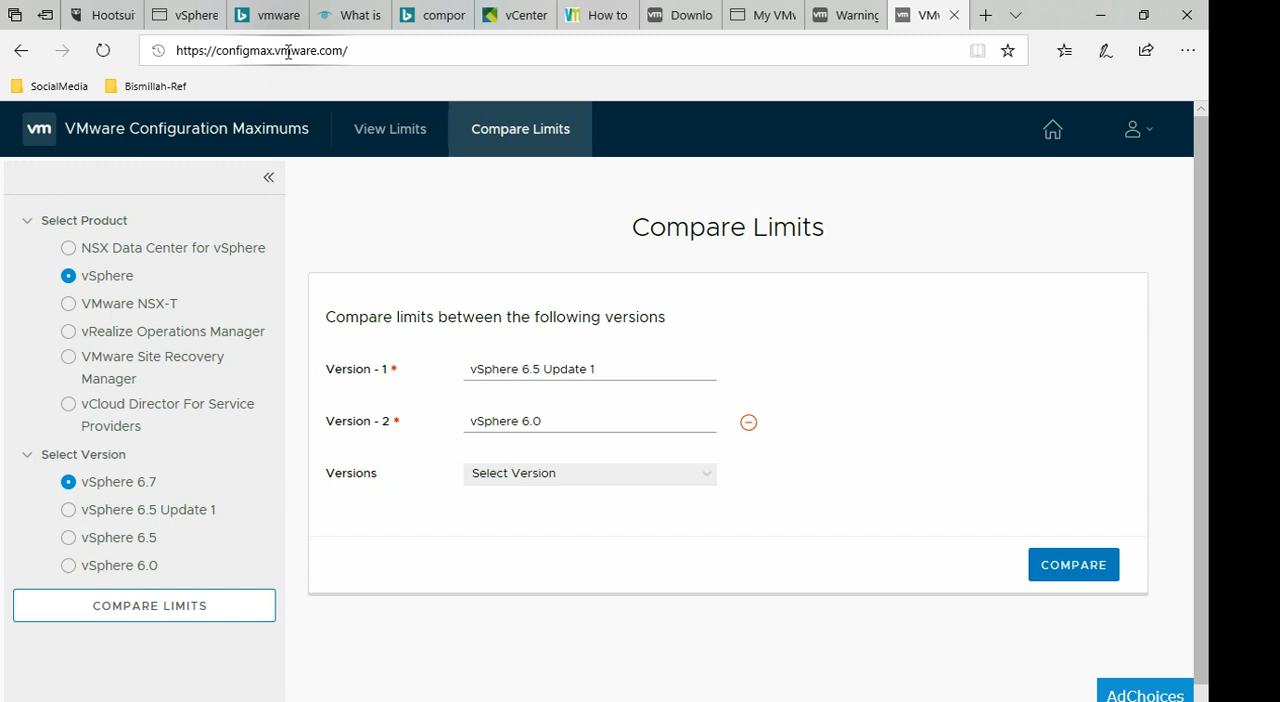 Hootsui
vSphere
vmware
What is
compor
vCenter
How to
Downlo
My VM
Warning
https://configmax.vmware.com/
SocialMedia
Bismillah-Ref
vm VMware Configuration Maximums
View Limits
Compare Limits
Select Product
NSX Data Center for vSphere
vSphere
VMware NSX-T
vRealize Operations Manager
VMware Site Recovery
Manager
vCloud Director For Service
Providers
Select Version
vSphere 6.7
vSphere 6.5 Update 1
vSphere 6.5
vSphere 6.0
COMPARE LIMITS
Compare Limits
Compare limits between the following versions
Version - 1 *
vSphere 6.5 Update 1
Version - 2 *
vSphere 6.0
Versions
Select Version
COMPARE
AdChoices